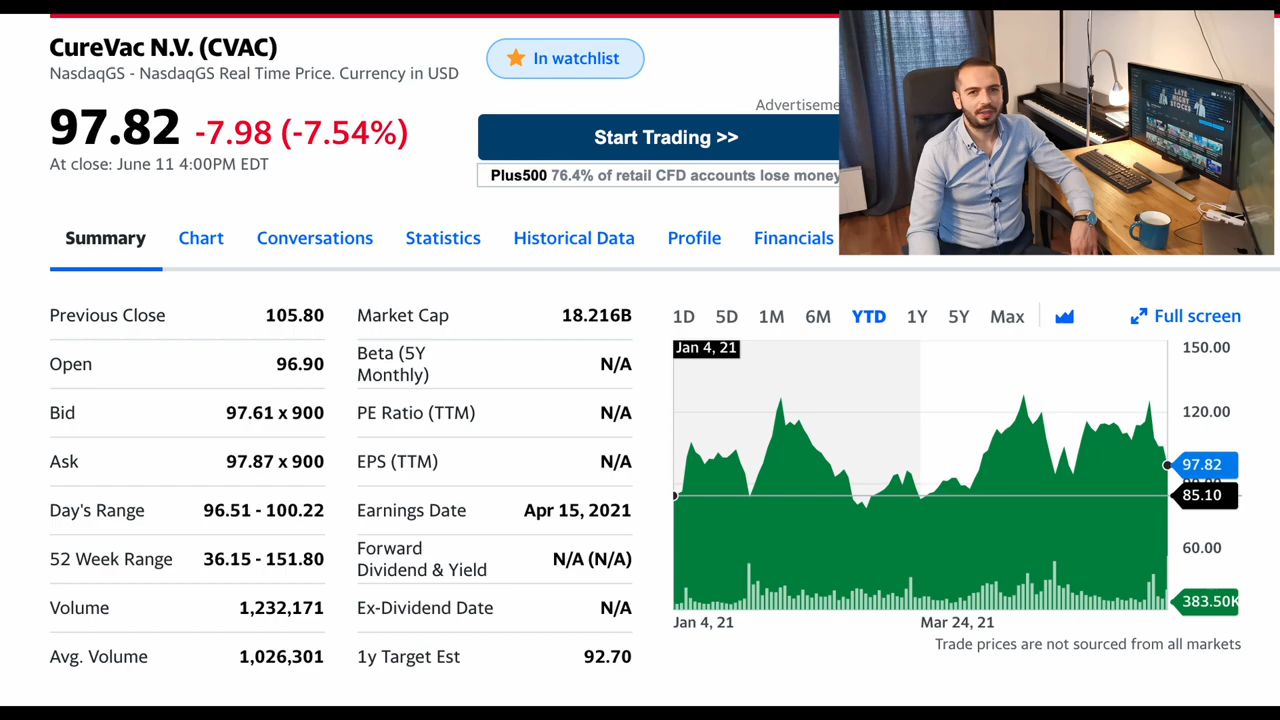 CureVac N.V. (CVAC)
NasdaqGS - NasdaqGS Real Time Price. Currency in USD
In watchlist
97.82 -7.98 (-7.54%)
At close: June 11 4:00PM EDT
Advertiseme
Start Trading >>
Plus500 76.4% of retail CFD accounts lose money
LATE NIGHT STOCKS
Summary Chart Conversations Statistics Historical Data Profile Financials
Previous Close 105.80
Open 96.90
Bid 97.61 x 900
Ask 97.87 x 900
Day's Range 96.51 - 100.22
52 Week Range 36.15 - 151.80
Volume 1,232,171
Avg. Volume 1,026,301
Market Cap 18.216B
Beta (5Y
Monthly) N/A
PE Ratio (TTM) N/A
EPS (TTM) N/A
Earnings Date Apr 15, 2021
Forward
Dividend & Yield N/A (N/A)
Ex-Dividend Date N/A
1y Target Est 92.70
1D 5D 1M 6M YTD 1Y 5Y Max Full screen
Jan 4, 21
150.00
120.00
97.82
85.10
60.00
383.50K
Jan 4, 21 Mar 24, 21
Trade prices are not sourced from all markets